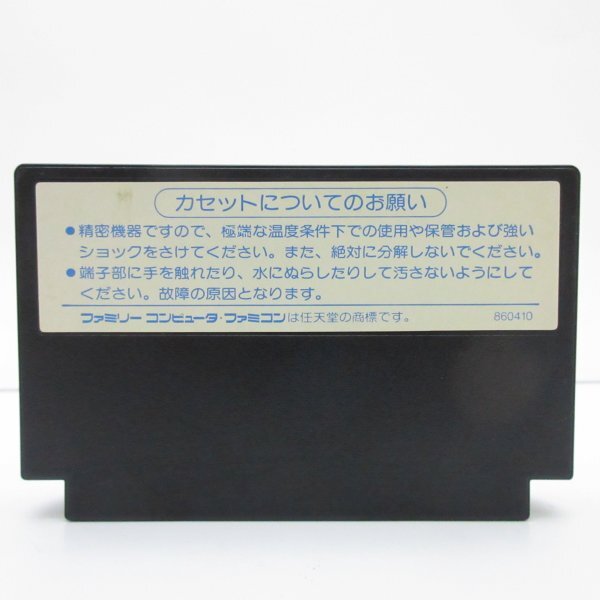 カセットについてのお願い
●精密機器ですので、極端な温度条件下での使用や保管および強い
ショックをさけてください。また、絶対に分解しないでください。
●端子部に手を触れたり、水にぬらしたりして汚さないようにして
ください。故障の原因となります。
ファミリーコンピュータ・ファミコンは任天堂の商標です。 860410